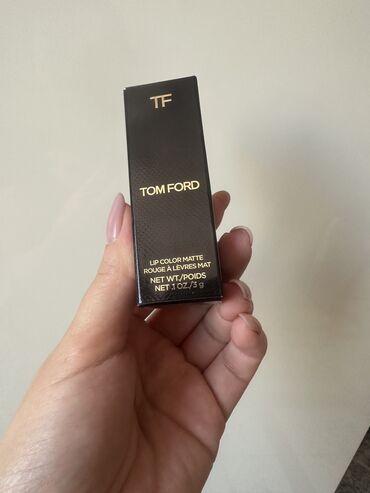 TF
TOM FORD
LIP COLOR MATTE
ROUGE À LÈVRES MAT
NET WT./POIDS
NET .1 OZ./3 g